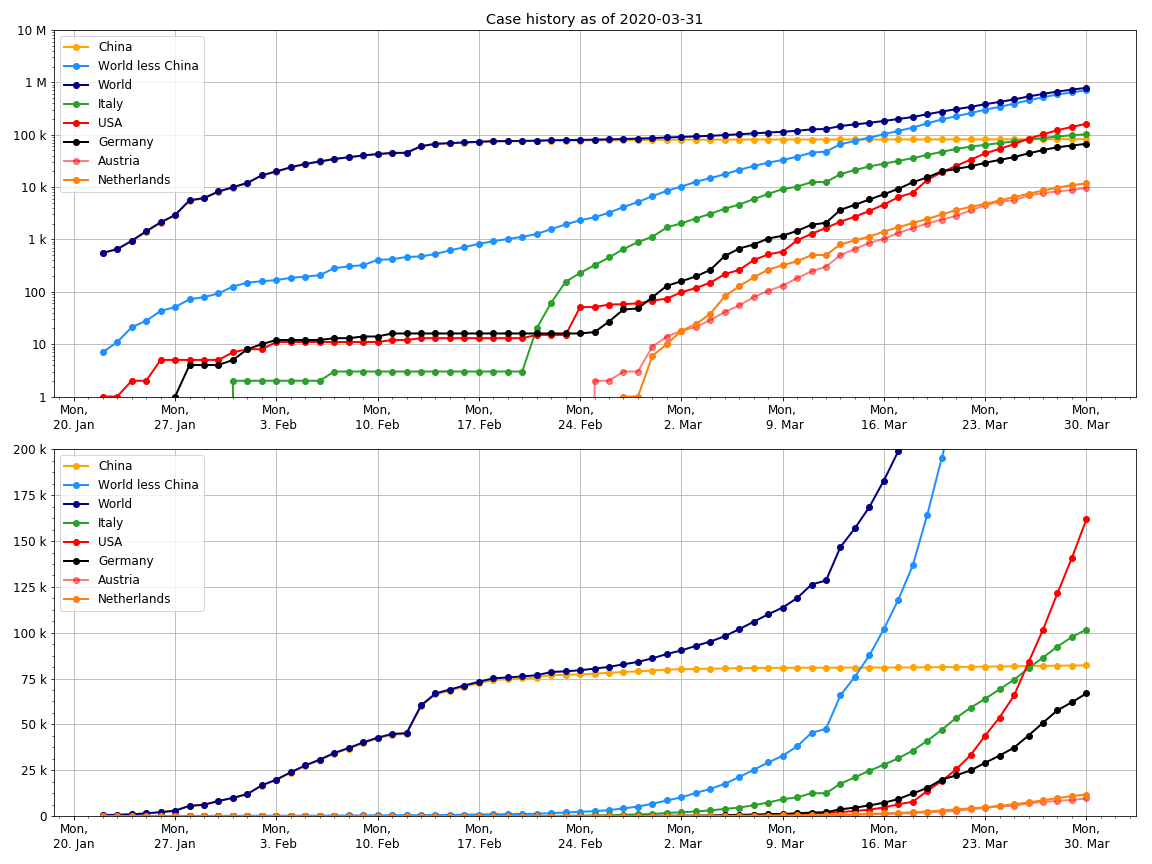 Case history as of 2020-03-31
10 M
1 M
100 k
10 k
1 k
100
10
1
China
World less China
World
Italy
USA
Germany
Austria
Netherlands
Mon, 20. Jan
Mon, 27. Jan
Mon, 3. Feb
Mon, 10. Feb
Mon, 17. Feb
Mon, 24. Feb
Mon, 2. Mar
Mon, 9. Mar
Mon, 16. Mar
Mon, 23. Mar
Mon, 30. Mar
200 k
175 k
150 k
125 k
100 k
75 k
50 k
25 k
0
China
World less China
World
Italy
USA
Germany
Austria
Netherlands
Mon, 20. Jan
Mon, 27. Jan
Mon, 3. Feb
Mon, 10. Feb
Mon, 17. Feb
Mon, 24. Feb
Mon, 2. Mar
Mon, 9. Mar
Mon, 16. Mar
Mon, 23. Mar
Mon, 30. Mar